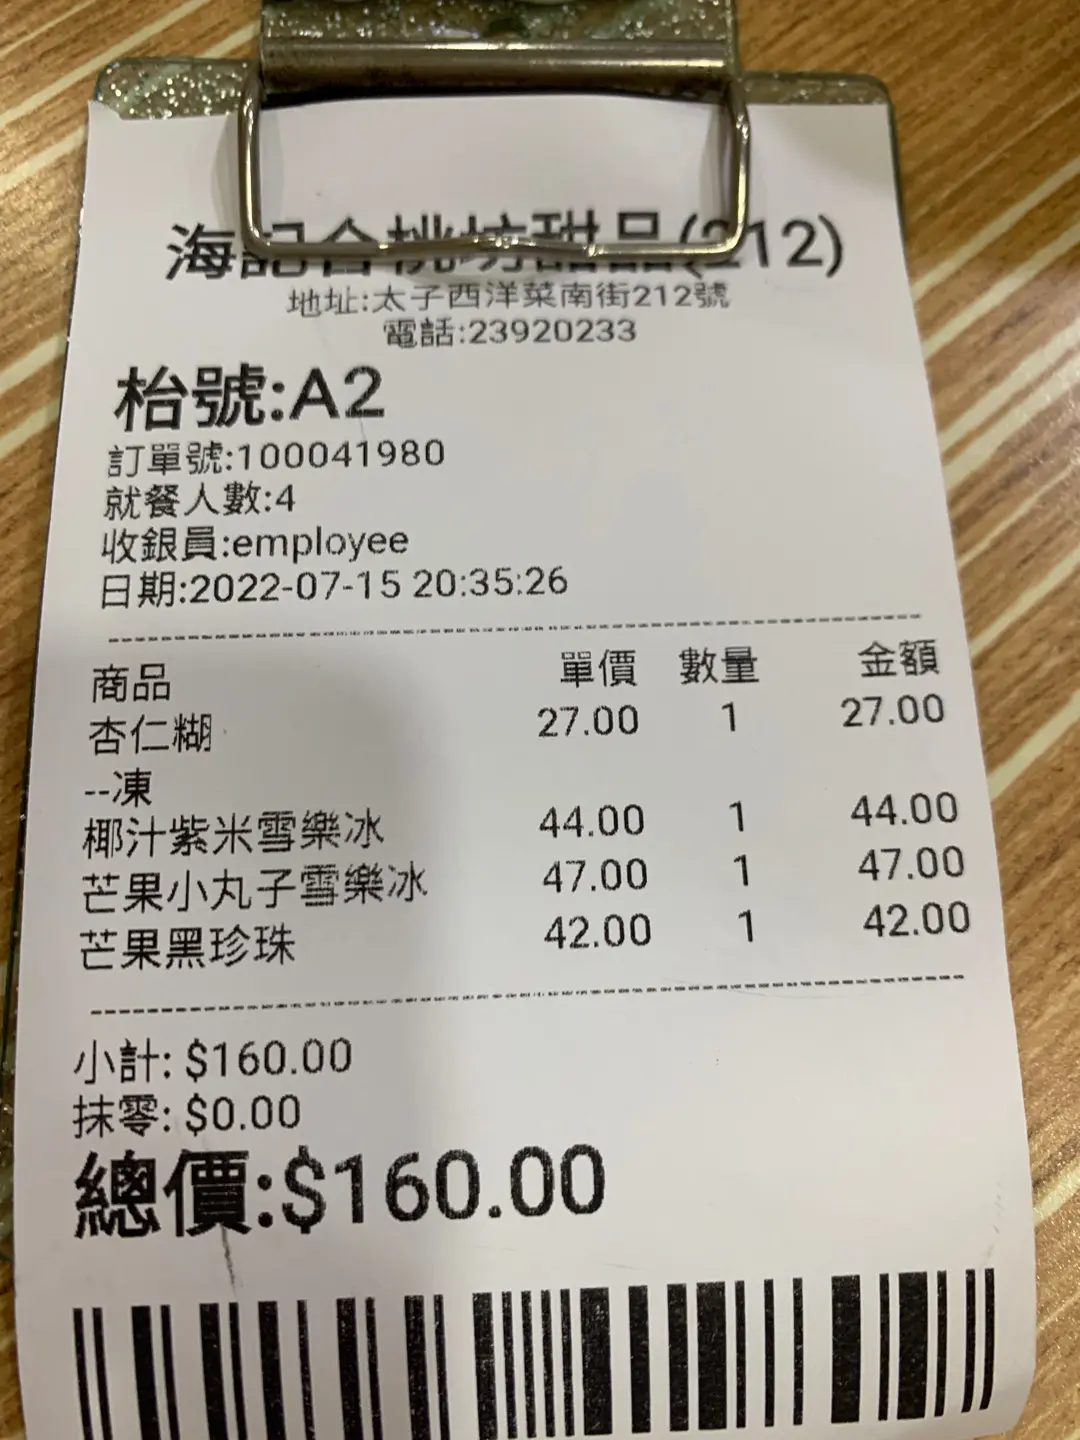 海記合桃坊甜品(212)
地址:太子西洋菜南街212號
電話:23920233
枱號:A2
訂單號:100041980
就餐人數:4
收銀員:employee
日期:2022-07-15 20:35:26
商品 單價 數量 金額
杏仁糊 27.00 1 27.00
--凍
椰汁紫米雪樂冰 44.00 1 44.00
芒果小丸子雪樂冰 47.00 1 47.00
芒果黑珍珠 42.00 1 42.00
小計: $160.00
抹零: $0.00
總價:$160.00